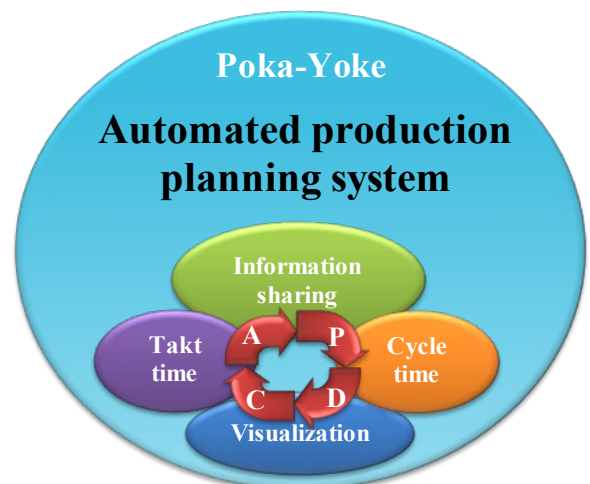 Poka-Yoke
Automated production
planning system
Information
sharing
A
P
Takt
time
Cycle
time
C
D
Visualization